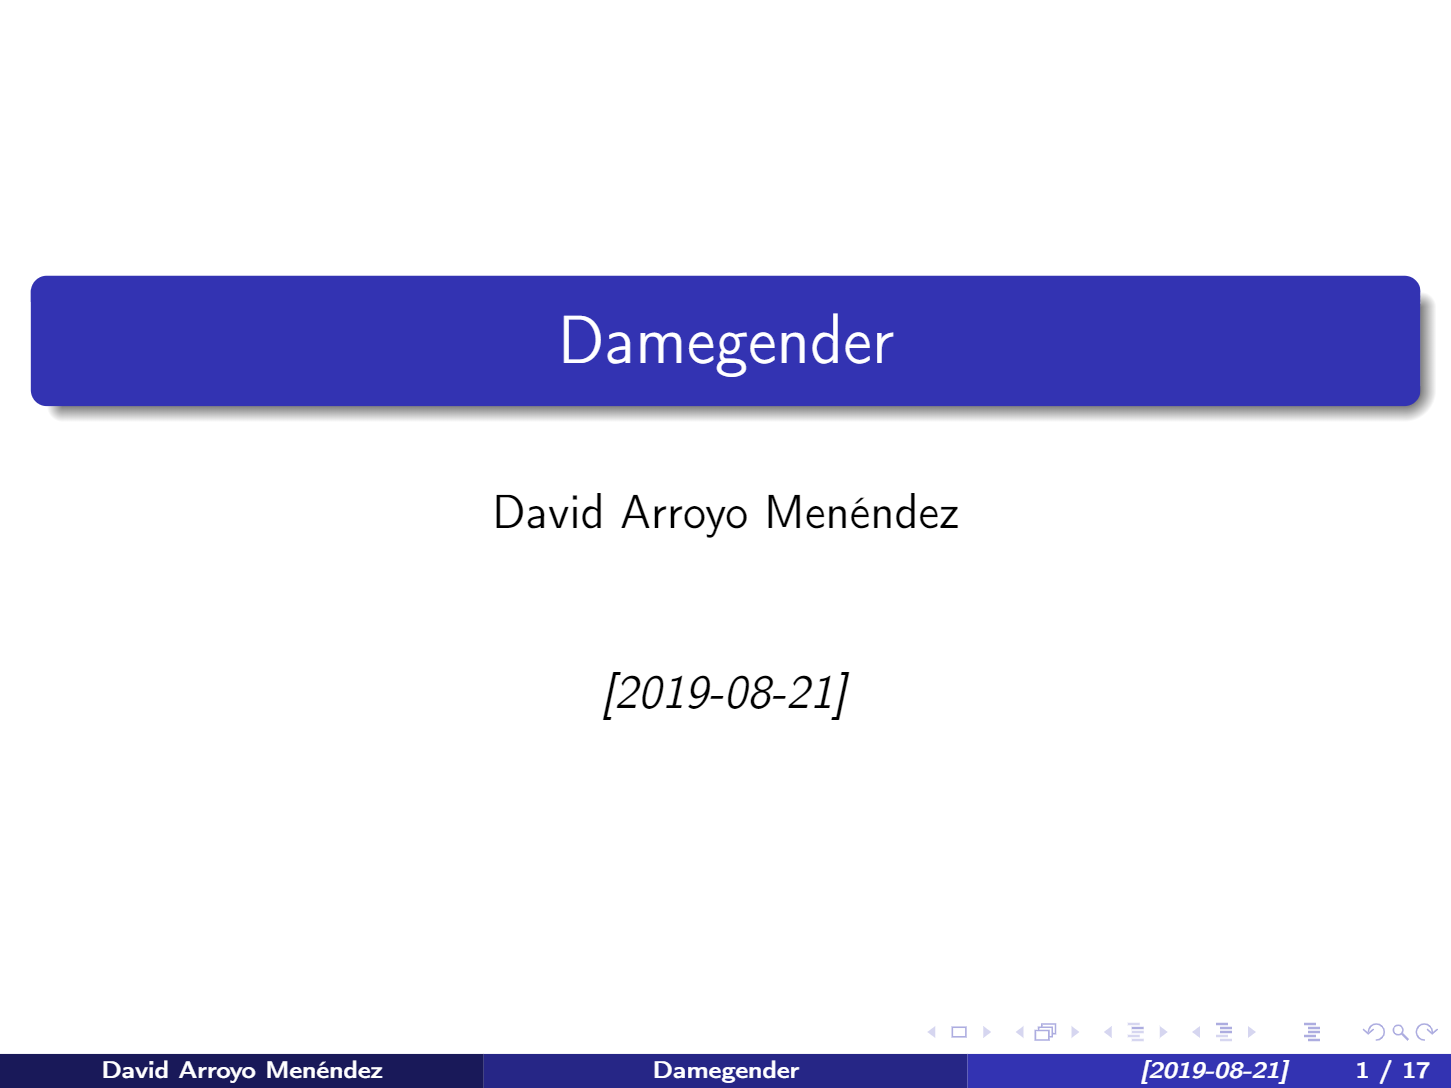 Damegender
David Arroyo Menéndez
[2019-08-21]
David Arroyo Menéndez Damegender [2019-08-21] 1 / 17